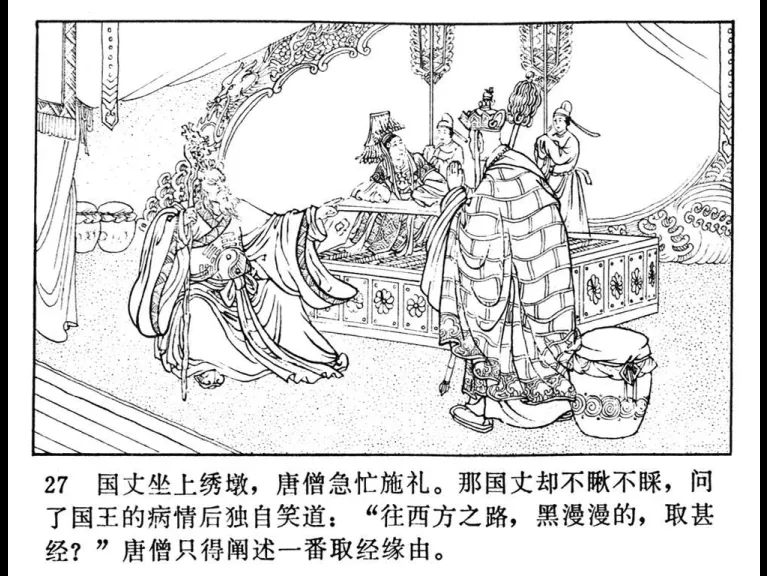 27 国丈坐上绣墩，唐僧急忙施礼。那国丈却不瞅不睬，问
了国王的病情后独自笑道：“往西方之路，黑漫漫的，取甚
经？”唐僧只得阐述一番取经缘由。